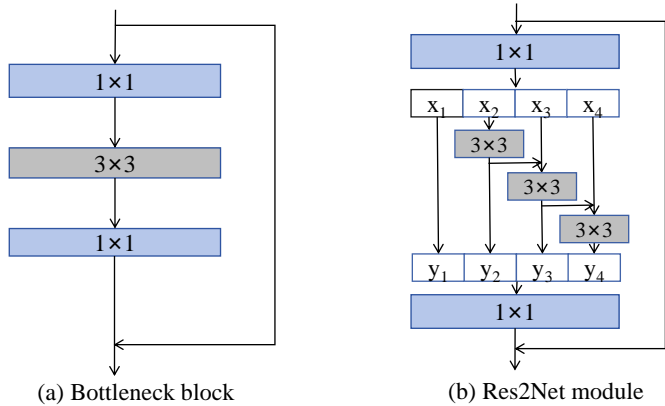 1×1
3×3
1×1
(a) Bottleneck block
1×1
x₁ x₂ x₃ x₄
3×3
3×3
3×3
y₁ y₂ y₃ y₄
1×1
(b) Res2Net module